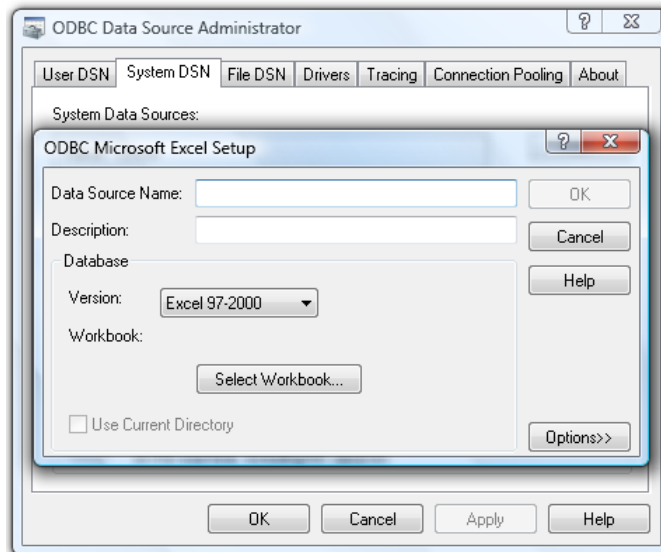 ODBC Data Source Administrator
User DSN System DSN File DSN Drivers Tracing Connection Pooling About
System Data Sources:
ODBC Microsoft Excel Setup
Data Source Name:
OK
Description:
Cancel
Database
Help
Version: Excel 97-2000
Workbook:
Select Workbook...
Use Current Directory
Options>>
OK Cancel Apply Help